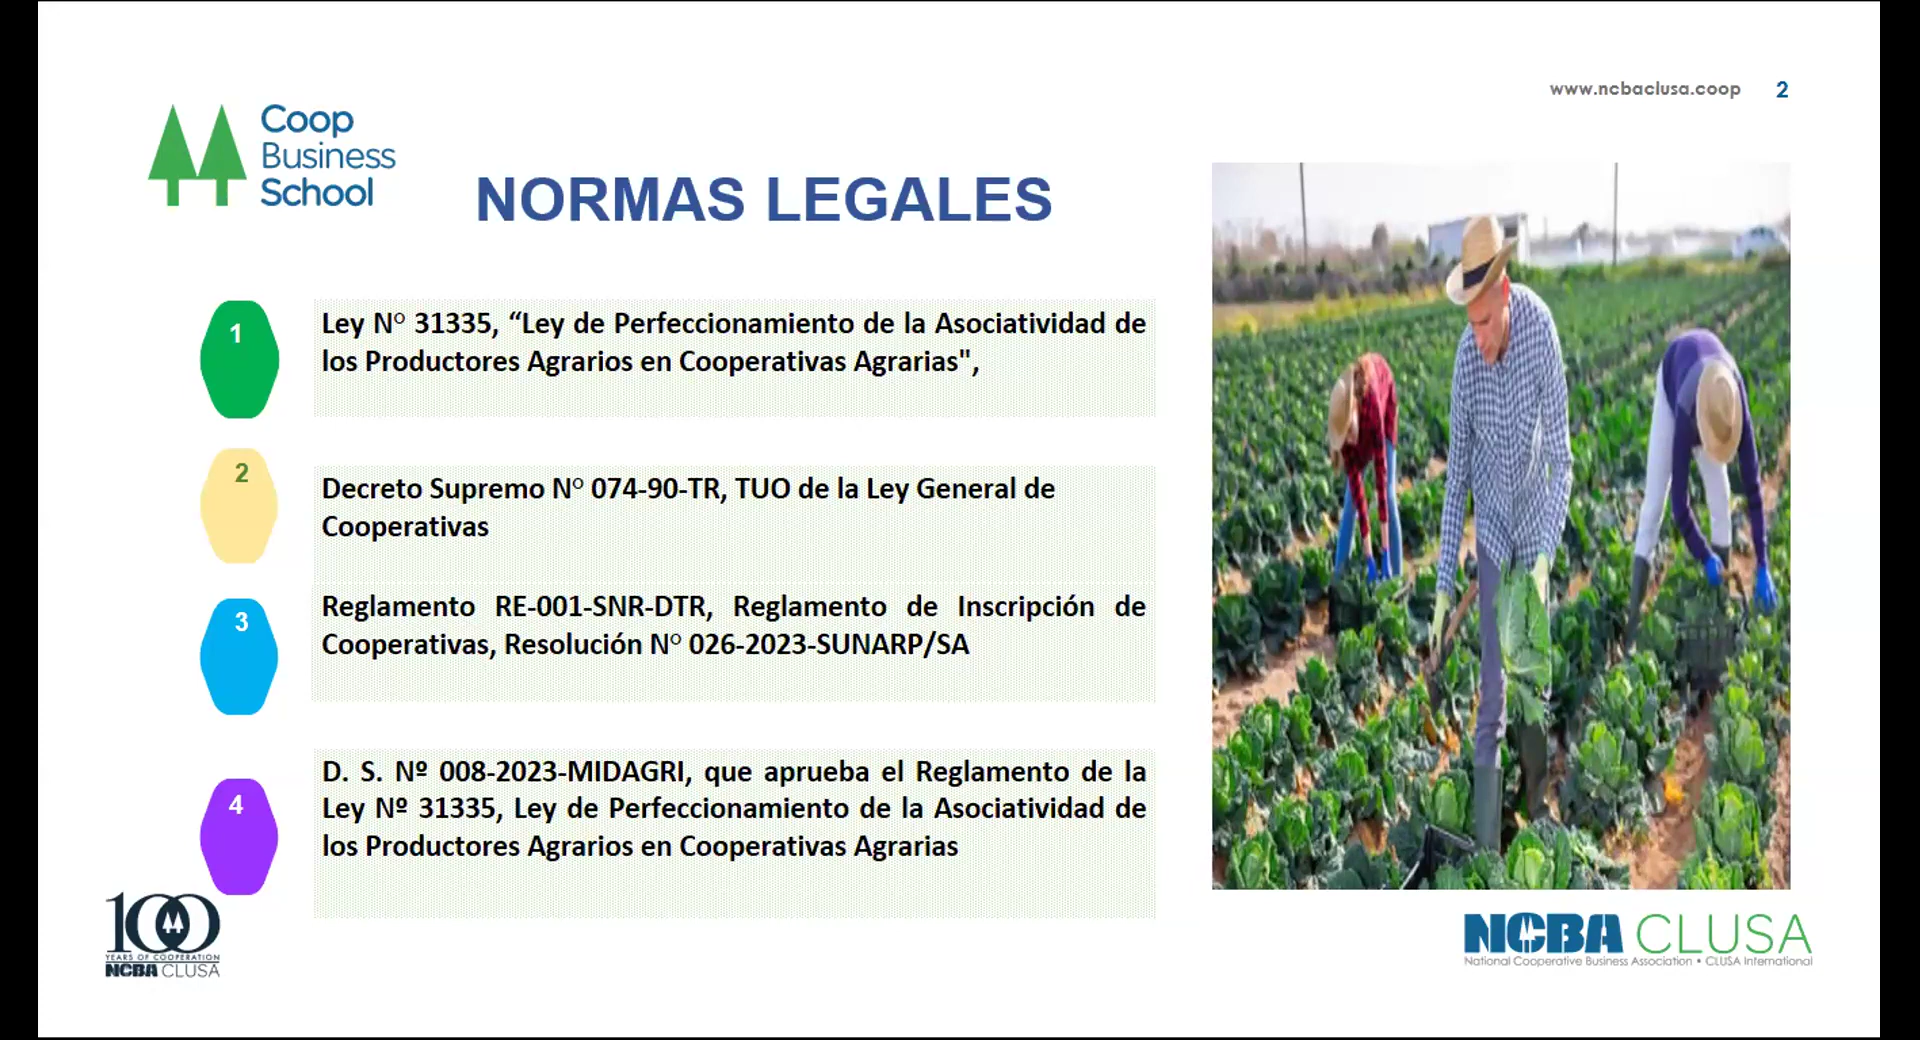 www.ncbaclusa.coop 2
Coop
Business
School
NORMAS LEGALES
1
Ley Nº 31335, “Ley de Perfeccionamiento de la Asociatividad de
los Productores Agrarios en Cooperativas Agrarias",
2
Decreto Supremo Nº 074-90-TR, TUO de la Ley General de
Cooperativas
3
Reglamento RE-001-SNR-DTR, Reglamento de Inscripción de
Cooperativas, Resolución Nº 026-2023-SUNARP/SA
4
D. S. Nº 008-2023-MIDAGRI, que aprueba el Reglamento de la
Ley Nº 31335, Ley de Perfeccionamiento de la Asociatividad de
los Productores Agrarios en Cooperativas Agrarias
100
YEARS OF COOPERATION
NCBA CLUSA
NCBA CLUSA
National Cooperative Business Association • CLUSA International